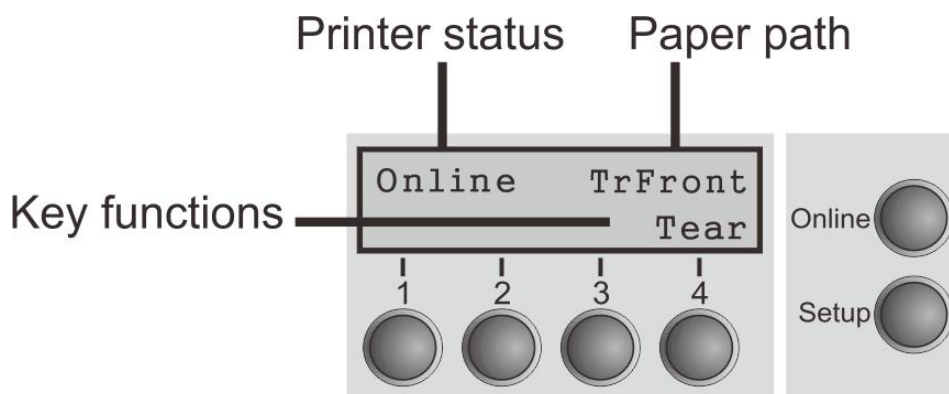 Printer status Paper path
Online TrFront
Key functions
Tear
Online
1 2 3 4
Setup